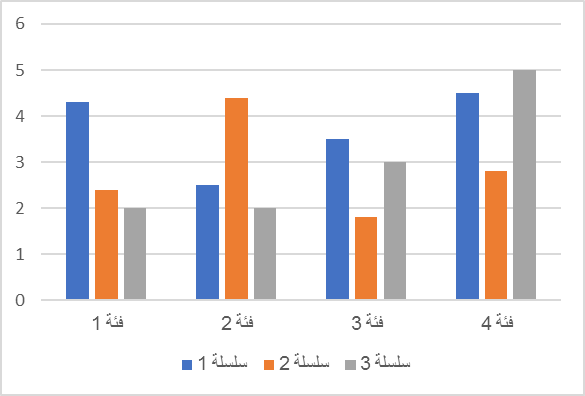 6
5
4
3
2
1
0
فئة 1
فئة 2
فئة 3
فئة 4
سلسلة 1
سلسلة 2
سلسلة 3